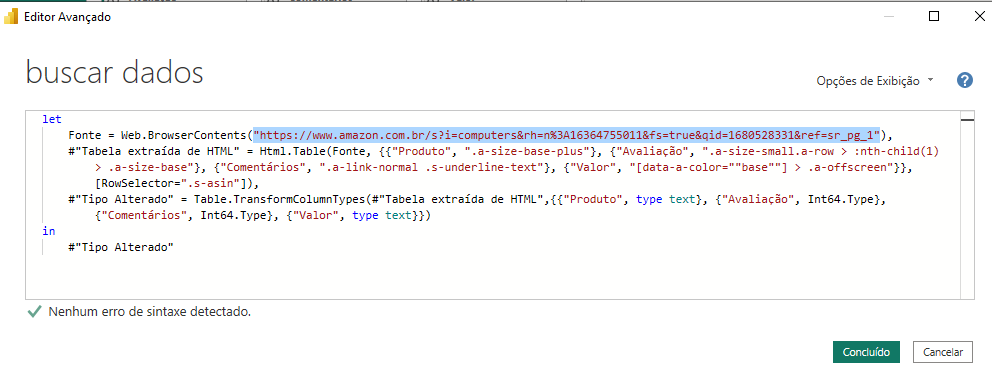 Editor Avançado
buscar dados
Opções de Exibição
let
Fonte = Web.BrowserContents("https://www.amazon.com.br/s?i=computers&rh=n%3A16364755011&fs=true&qid=1680528331&ref=sr_pg_1"),
#"Tabela extraída de HTML" = Html.Table(Fonte, {{"Produto", ".a-size-base-plus"}, {"Avaliação", ".a-size-small.a-row > :nth-child(1)
> .a-size-base"}, {"Comentários", ".a-link-normal .s-underline-text"}, {"Valor", "[data-a-color=""base""] > .a-offscreen"}},
[RowSelector=".s-asin"]),
#"Tipo Alterado" = Table.TransformColumnTypes(#"Tabela extraída de HTML",{{"Produto", type text}, {"Avaliação", Int64.Type},
{"Comentários", Int64.Type}, {"Valor", type text}})
in
#"Tipo Alterado"
Nenhum erro de sintaxe detectado.
Concluído
Cancelar